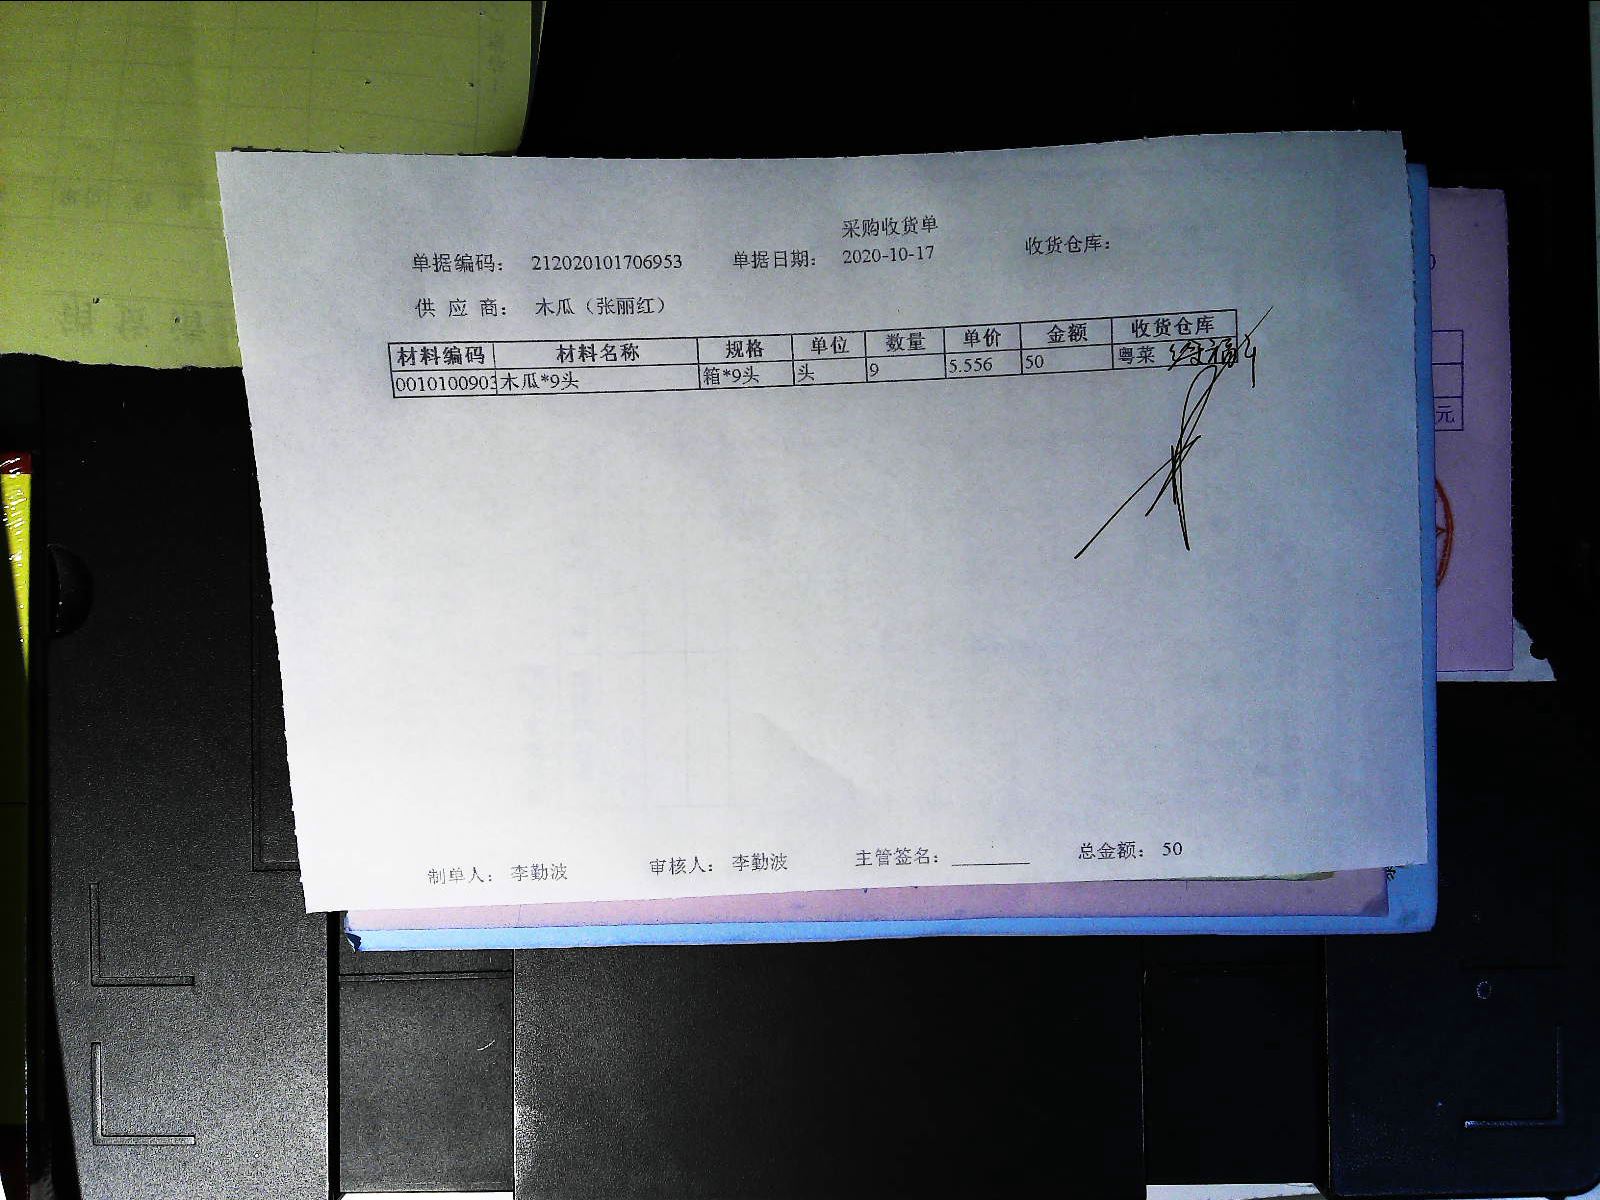 采购收货单
单据编码： 212020101706953 单据日期： 2020-10-17 收货仓库：
供 应 商： 木瓜（张丽红）
材料编码 材料名称 规格 单位 数量 单价 金额 收货仓库
0010100903 木瓜*9头 箱*9头 头 9 5.556 50 粤菜
制单人： 李勤波 审核人： 李勤波 主管签名： ________ 总金额： 50
元